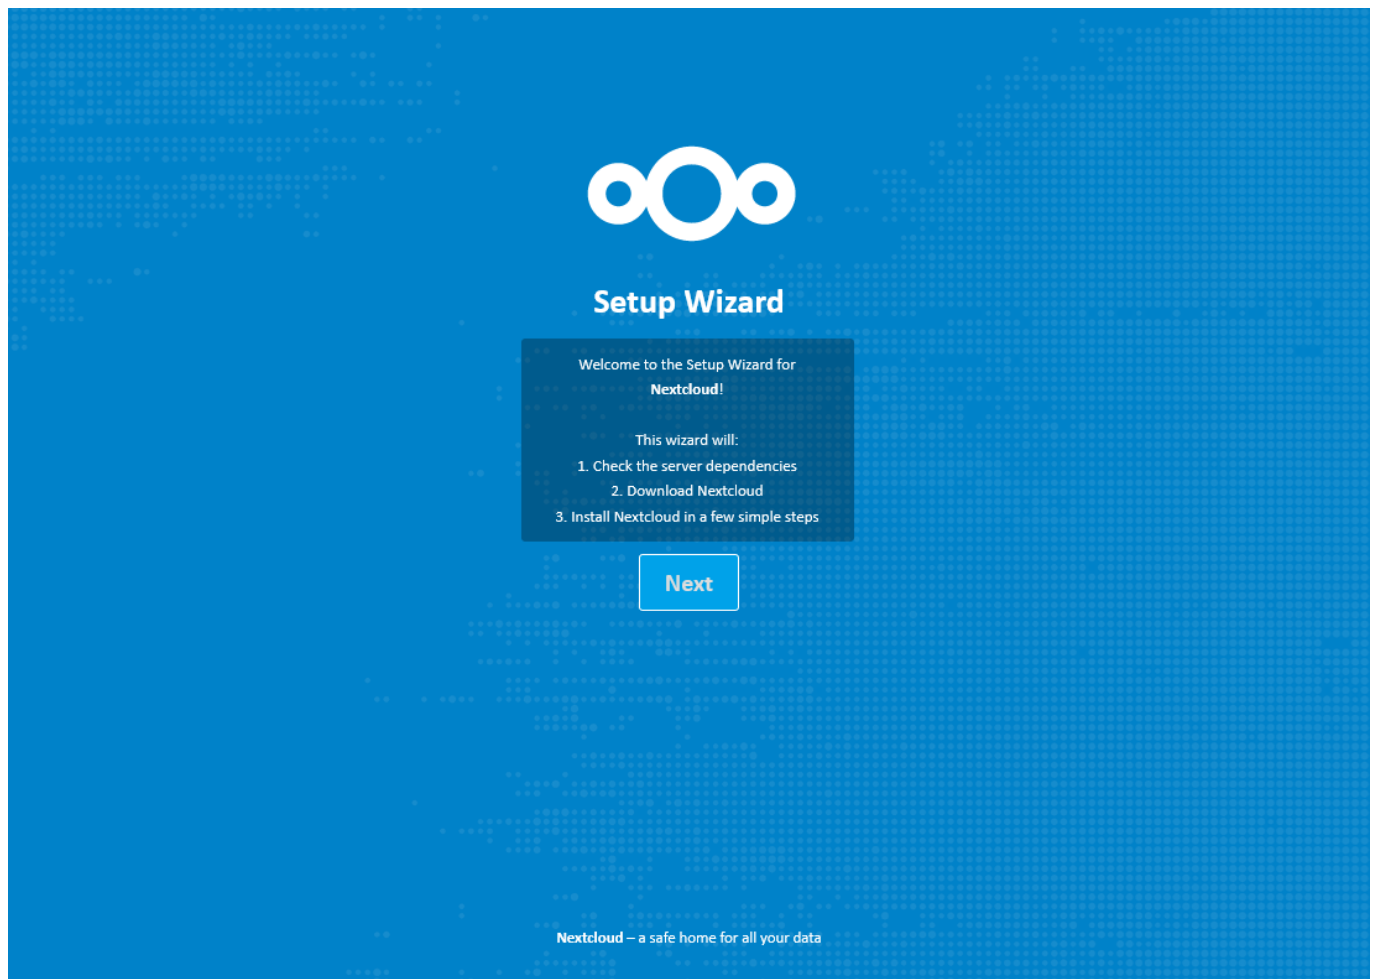 Setup Wizard
Welcome to the Setup Wizard for
Nextcloud!
This wizard will:
1. Check the server dependencies
2. Download Nextcloud
3. Install Nextcloud in a few simple steps
Next
Nextcloud – a safe home for all your data